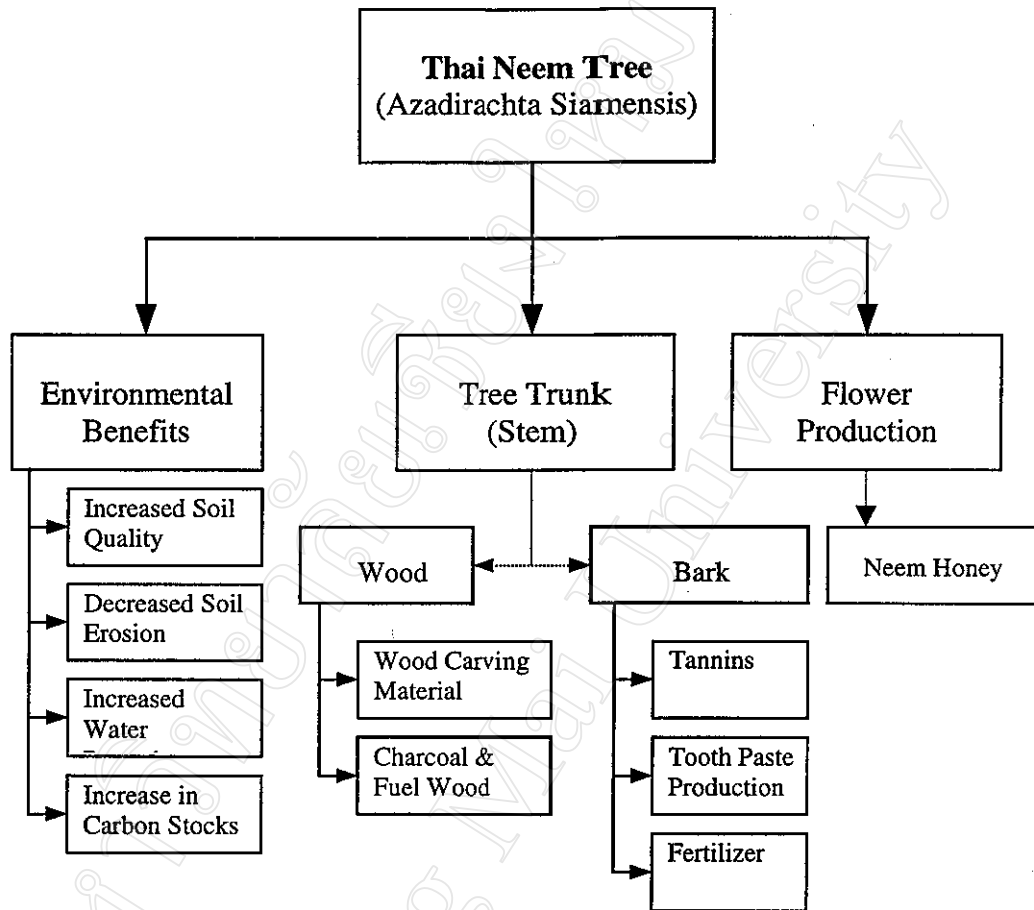 Thai Neem Tree
(Azadirachta Siamensis)
Environmental
Benefits
Tree Trunk
(Stem)
Flower
Production
Increased Soil
Quality
Decreased Soil
Erosion
Increased
Water
Increase in
Carbon Stocks
Wood
Bark
Neem Honey
Wood Carving
Material
Charcoal &
Fuel Wood
Tannins
Tooth Paste
Production
Fertilizer
Mai University